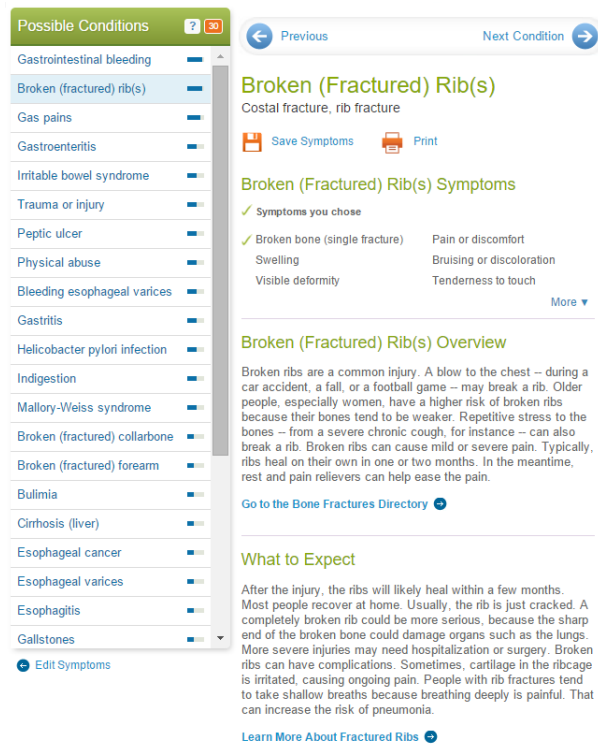 Possible Conditions
?
30
Gastrointestinal bleeding
Broken (fractured) rib(s)
Gas pains
Gastroenteritis
Irritable bowel syndrome
Trauma or injury
Peptic ulcer
Physical abuse
Bleeding esophageal varices
Gastritis
Helicobacter pylori infection
Indigestion
Mallory-Weiss syndrome
Broken (fractured) collarbone
Broken (fractured) forearm
Bulimia
Cirrhosis (liver)
Esophageal cancer
Esophageal varices
Esophagitis
Gallstones
Edit Symptoms
Previous
Next Condition
Broken (Fractured) Rib(s)
Costal fracture, rib fracture
Save Symptoms
Print
Broken (Fractured) Rib(s) Symptoms
Symptoms you chose
Broken bone (single fracture)
Pain or discomfort
Swelling
Bruising or discoloration
Visible deformity
Tenderness to touch
More
Broken (Fractured) Rib(s) Overview
Broken ribs are a common injury. A blow to the chest -- during a
car accident, a fall, or a football game -- may break a rib. Older
people, especially women, have a higher risk of broken ribs
because their bones tend to be weaker. Repetitive stress to the
bones -- from a severe chronic cough, for instance -- can also
break a rib. Broken ribs can cause mild or severe pain. Typically,
ribs heal on their own in one or two months. In the meantime,
rest and pain relievers can help ease the pain.
Go to the Bone Fractures Directory
What to Expect
After the injury, the ribs will likely heal within a few months.
Most people recover at home. Usually, the rib is just cracked. A
completely broken rib could be more serious, because the sharp
end of the broken bone could damage organs such as the lungs.
More severe injuries may need hospitalization or surgery. Broken
ribs can have complications. Sometimes, cartilage in the ribcage
is irritated, causing ongoing pain. People with rib fractures tend
to take shallow breaths because breathing deeply is painful. That
can increase the risk of pneumonia.
Learn More About Fractured Ribs